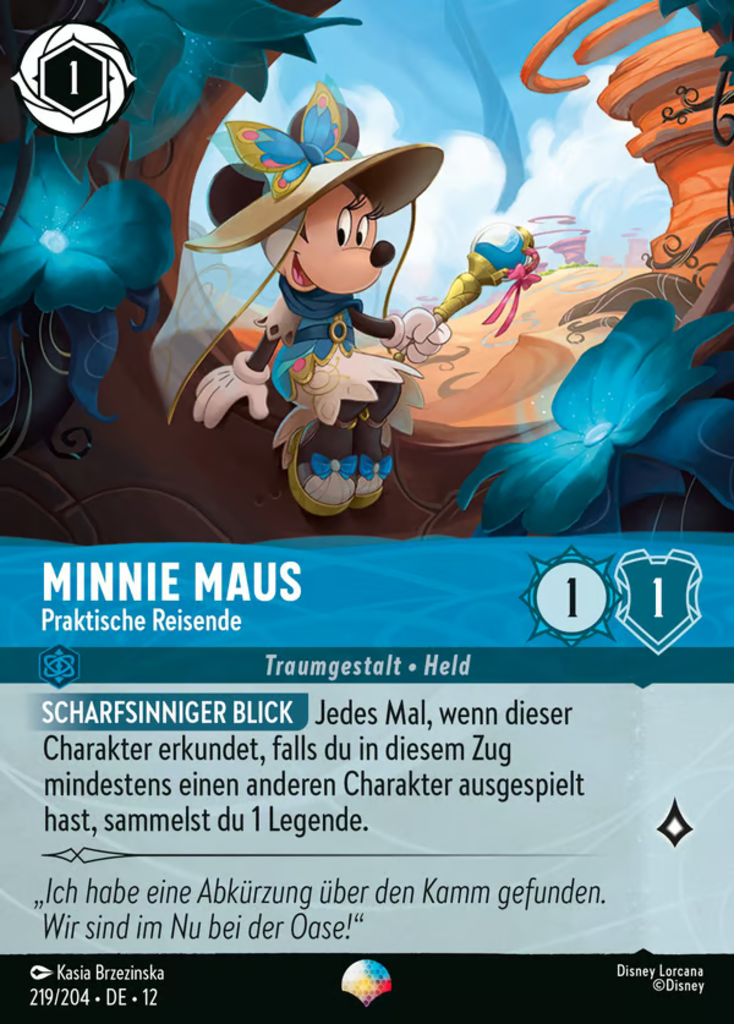 1
MINNIE MAUS
Praktische Reisende
1
1
Traumgestalt • Held
SCHARFSINNIGER BLICK Jedes Mal, wenn dieser
Charakter erkundet, falls du in diesem Zug
mindestens einen anderen Charakter ausgespielt
hast, sammelst du 1 Legende.
„Ich habe eine Abkürzung über den Kamm gefunden.
Wir sind im Nu bei der Oase!“
Kasia Brzezinska
219/204 • DE • 12
Disney Lorcana
©Disney